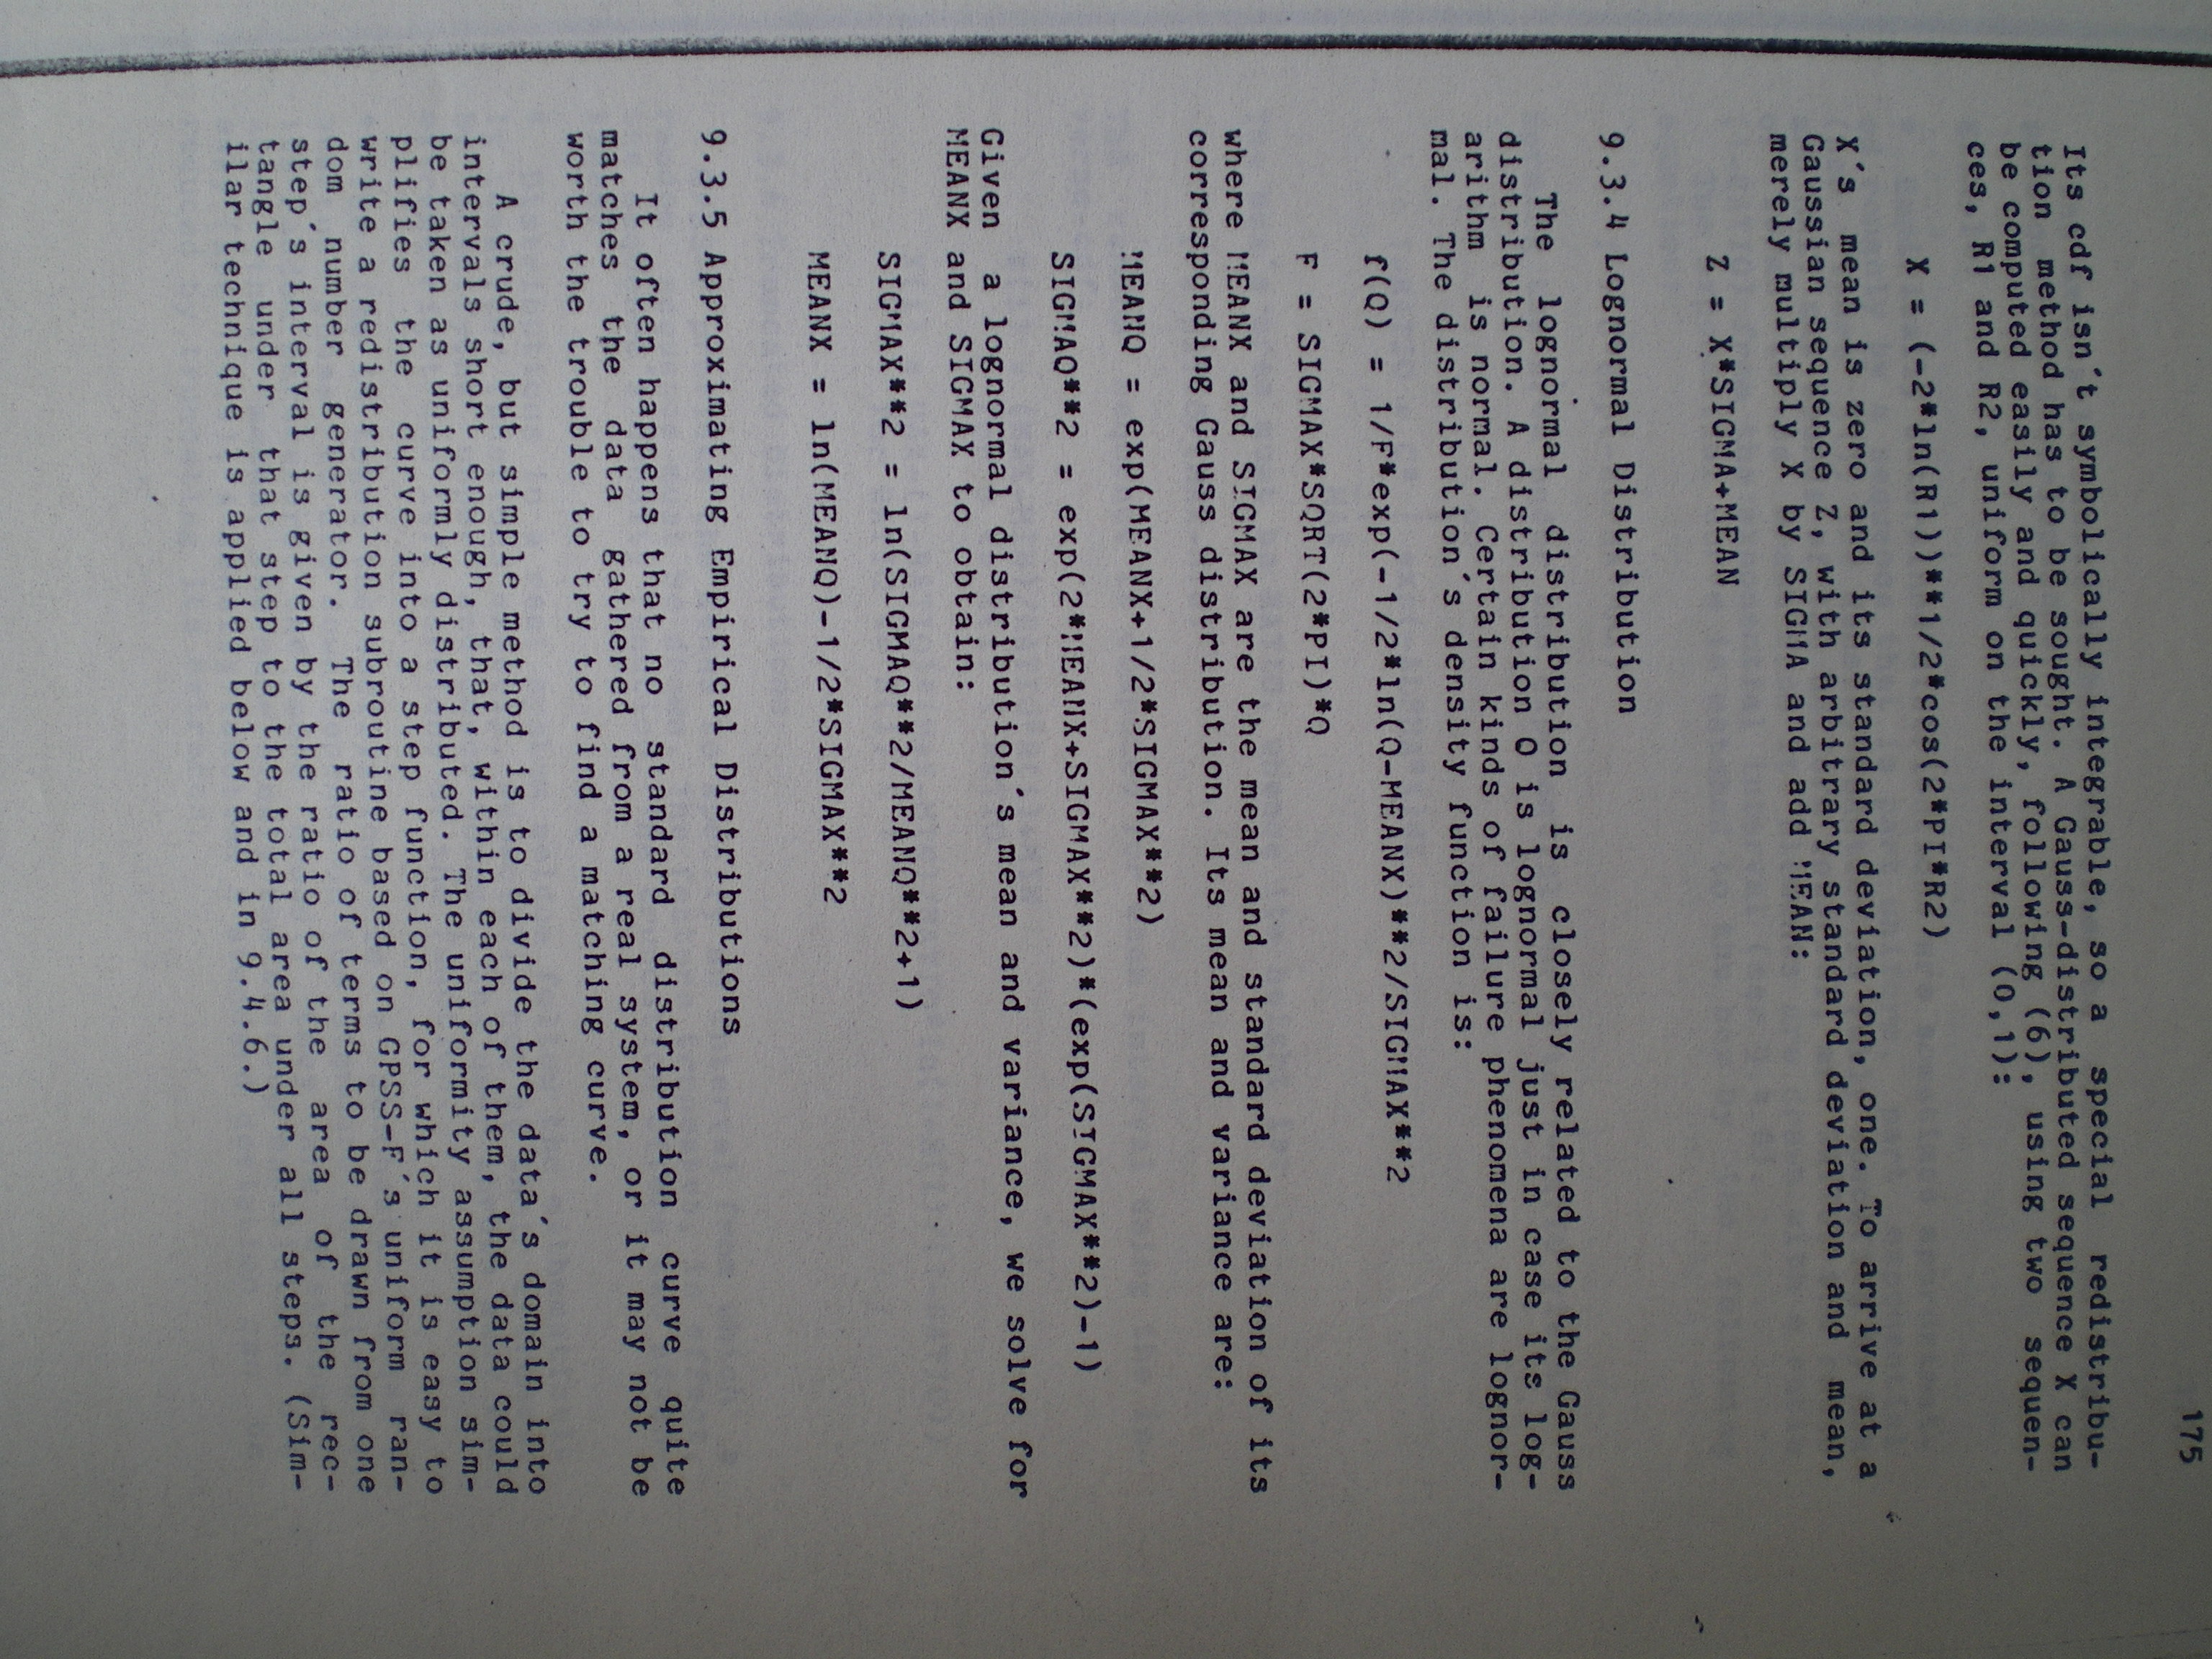 175
Its cdf isn´t symbolically integrable, so a special redistribu-
tion method has to be sought. A Gauss-distributed sequence X can
be computed easily and quickly, following (6), using two sequen-
ces, R1 and R2, uniform on the interval (0,1):
X = (-2*ln(R1))**1/2*cos(2*PI*R2)
X´s mean is zero and its standard deviation, one. To arrive at a
Gaussian sequence Z, with arbitrary standard deviation and mean,
merely multiply X by SIGMA and add MEAN:
Z = X*SIGMA+MEAN
9.3.4 Lognormal Distribution
The lognormal distribution is closely related to the Gauss
distribution. A distribution Q is lognormal just in case its log-
arithm is normal. Certain kinds of failure phenomena are lognor-
mal. The distribution´s density function is:
f(Q) = 1/F*exp(-1/2*ln(Q-MEANX)**2/SIGMAX**2
F = SIGMAX*SQRT(2*PI)*Q
where MEANX and SIGMAX are the mean and standard deviation of its
corresponding Gauss distribution. Its mean and variance are:
MEANQ = exp(MEANX+1/2*SIGMAX**2)
SIGMAQ**2 = exp(2*MEANX+SIGMAX**2)*(exp(SIGMAX**2)-1)
Given a lognormal distribution´s mean and variance, we solve for
MEANX and SIGMAX to obtain:
SIGMAX**2 = ln(SIGMAQ**2/MEANQ**2+1)
MEANX = ln(MEANQ)-1/2*SIGMAX**2
9.3.5 Approximating Empirical Distributions
It often happens that no standard distribution curve quite
matches the data gathered from a real system, or it may not be
worth the trouble to try to find a matching curve.
A crude, but simple method is to divide the data´s domain into
intervals short enough, that, within each of them, the data could
be taken as uniformly distributed. The uniformity assumption sim-
plifies the curve into a step function, for which it is easy to
write a redistribution subroutine based on GPSS-F´s uniform ran-
dom number generator. The ratio of terms to be drawn from one
step´s interval is given by the ratio of the area of the rec-
tangle under that step to the total area under all steps. (Sim-
ilar technique is applied below and in 9.4.6.)